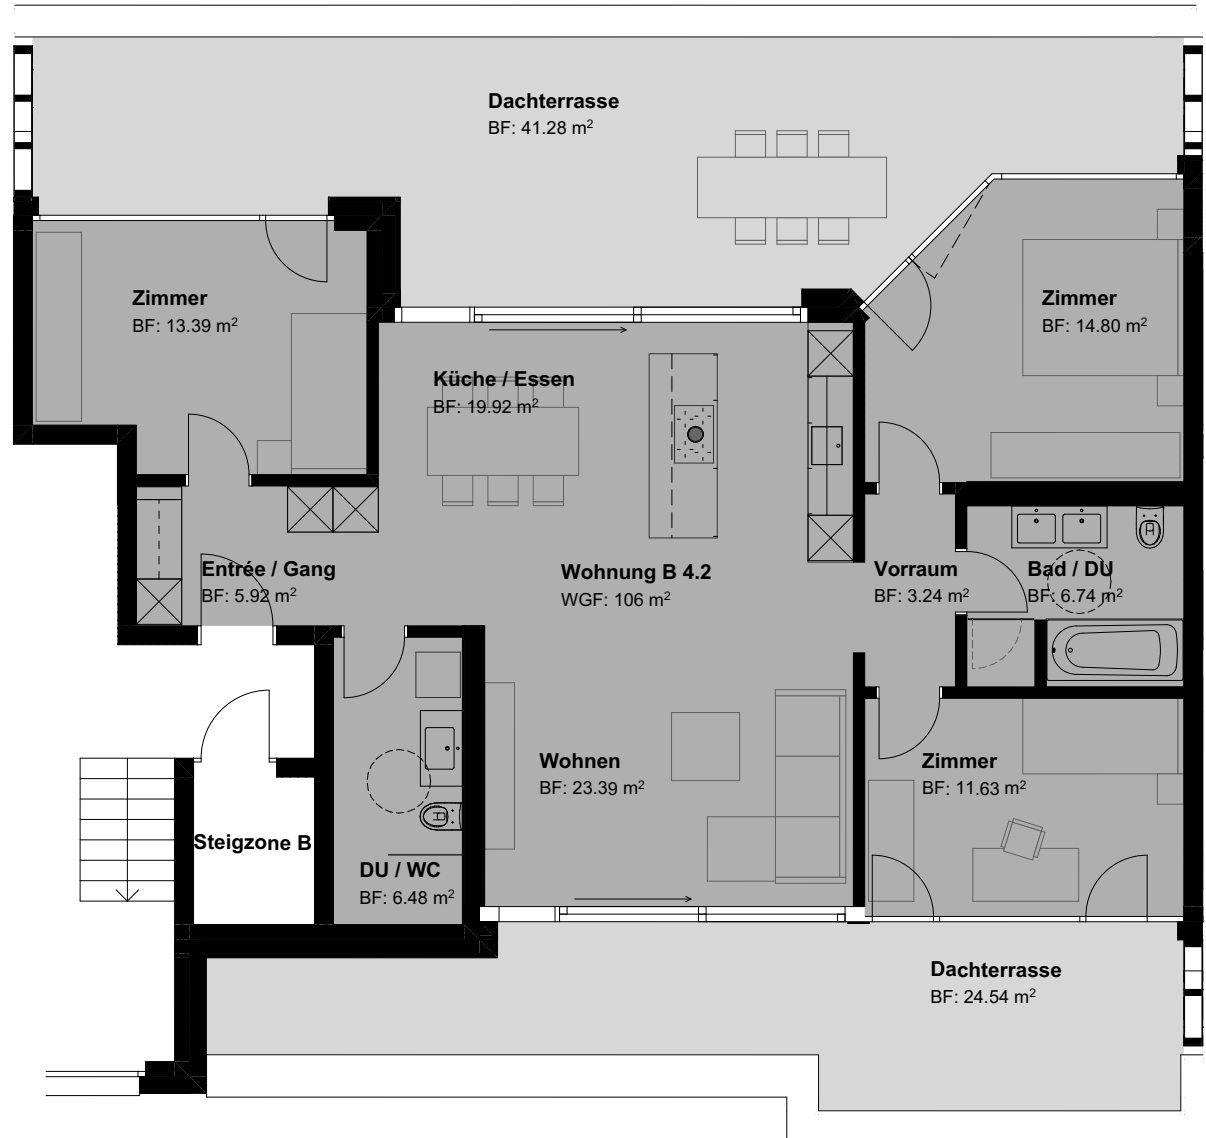 Dachterrasse
BF: 41.28 m²
Zimmer
BF: 13.39 m²
Zimmer
BF: 14.80 m²
Küche / Essen
BF: 19.92 m²
Entrée / Gang
BF: 5.92 m²
Wohnung B 4.2
WGF: 106 m²
Vorraum
BF: 3.24 m²
Bad / DU
BF: 6.74 m²
Wohnen
BF: 23.39 m²
Zimmer
BF: 11.63 m²
Steigzone B
DU / WC
BF: 6.48 m²
Dachterrasse
BF: 24.54 m²